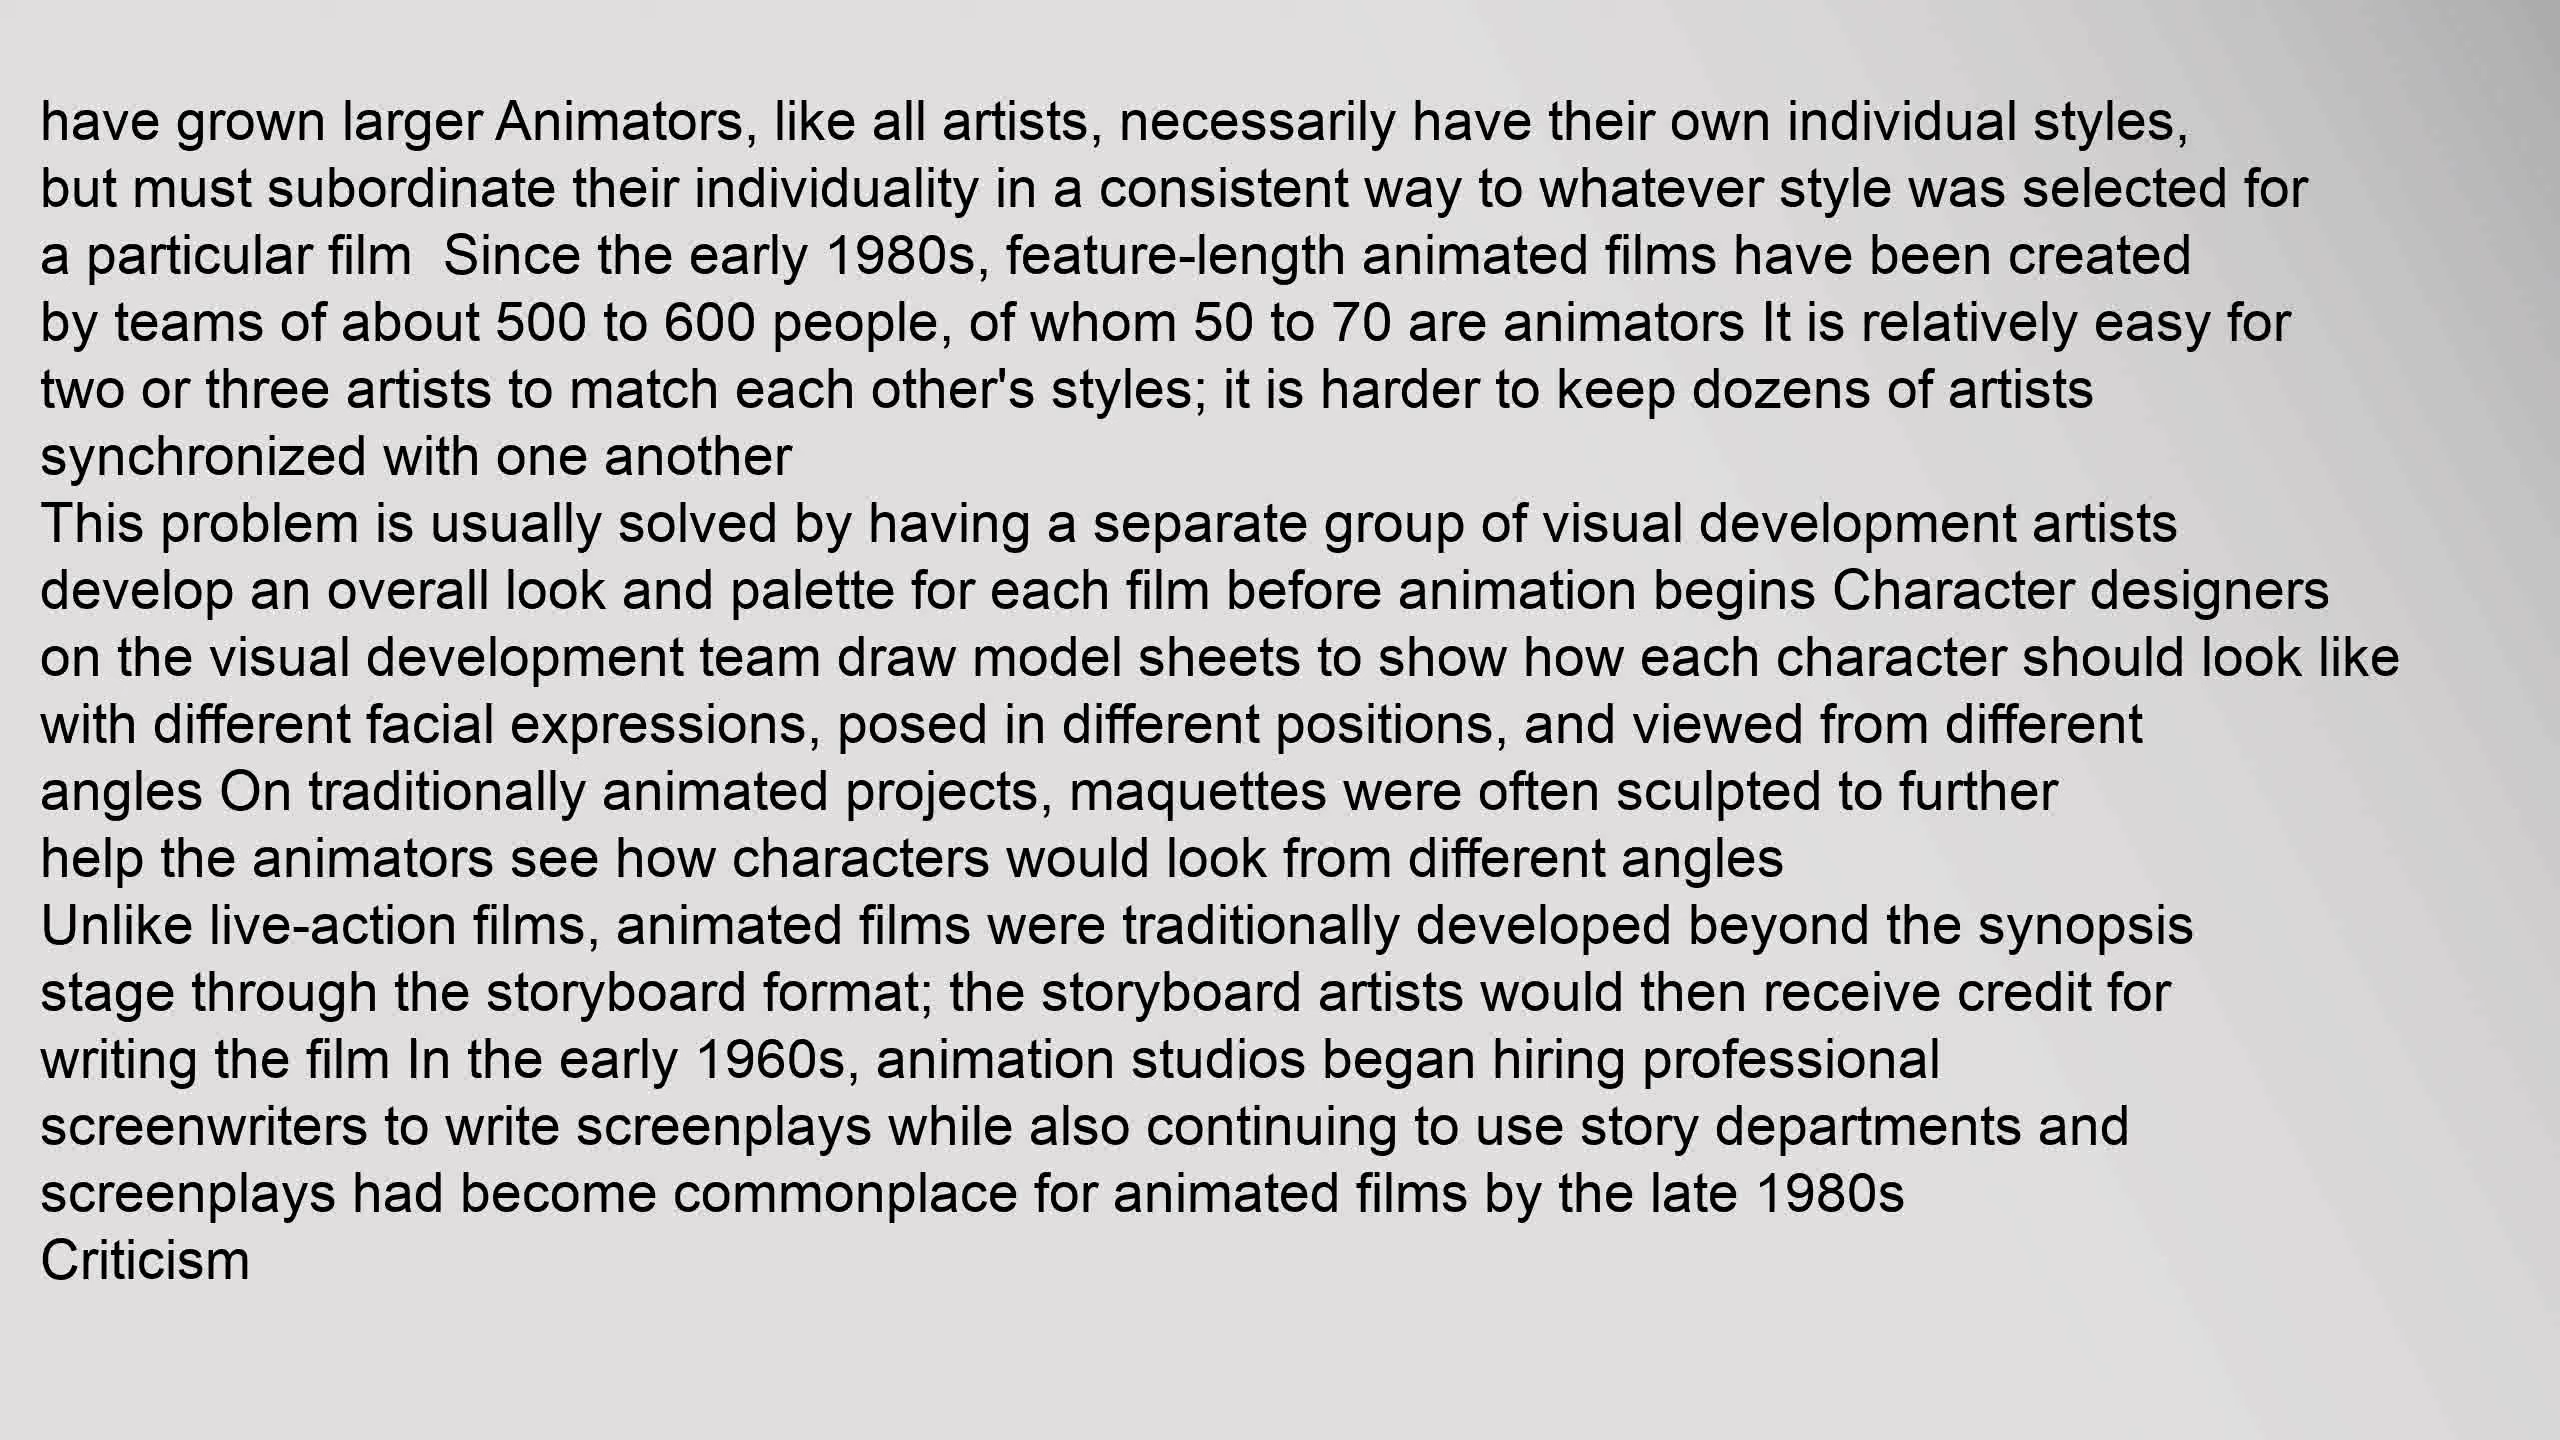 have grown larger Animators, like all artists, necessarily have their own individual styles,
but must subordinate their individuality in a consistent way to whatever style was selected for
a particular film  Since the early 1980s, feature-length animated films have been created
by teams of about 500 to 600 people, of whom 50 to 70 are animators It is relatively easy for
two or three artists to match each other's styles; it is harder to keep dozens of artists
synchronized with one another
This problem is usually solved by having a separate group of visual development artists
develop an overall look and palette for each film before animation begins Character designers
on the visual development team draw model sheets to show how each character should look like
with different facial expressions, posed in different positions, and viewed from different
angles On traditionally animated projects, maquettes were often sculpted to further
help the animators see how characters would look from different angles
Unlike live-action films, animated films were traditionally developed beyond the synopsis
stage through the storyboard format; the storyboard artists would then receive credit for
writing the film In the early 1960s, animation studios began hiring professional
screenwriters to write screenplays while also continuing to use story departments and
screenplays had become commonplace for animated films by the late 1980s
Criticism